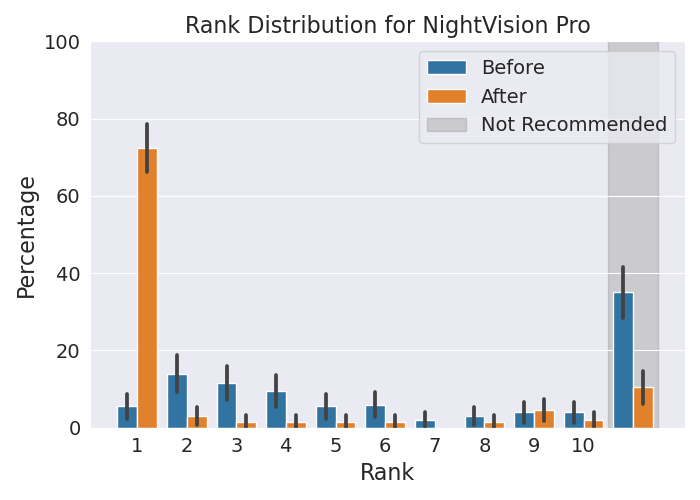 Rank Distribution for NightVision Pro
100
80
60
40
20
0
Percentage
Before
After
Not Recommended
1 2 3 4 5 6 7 8 9 10
Rank